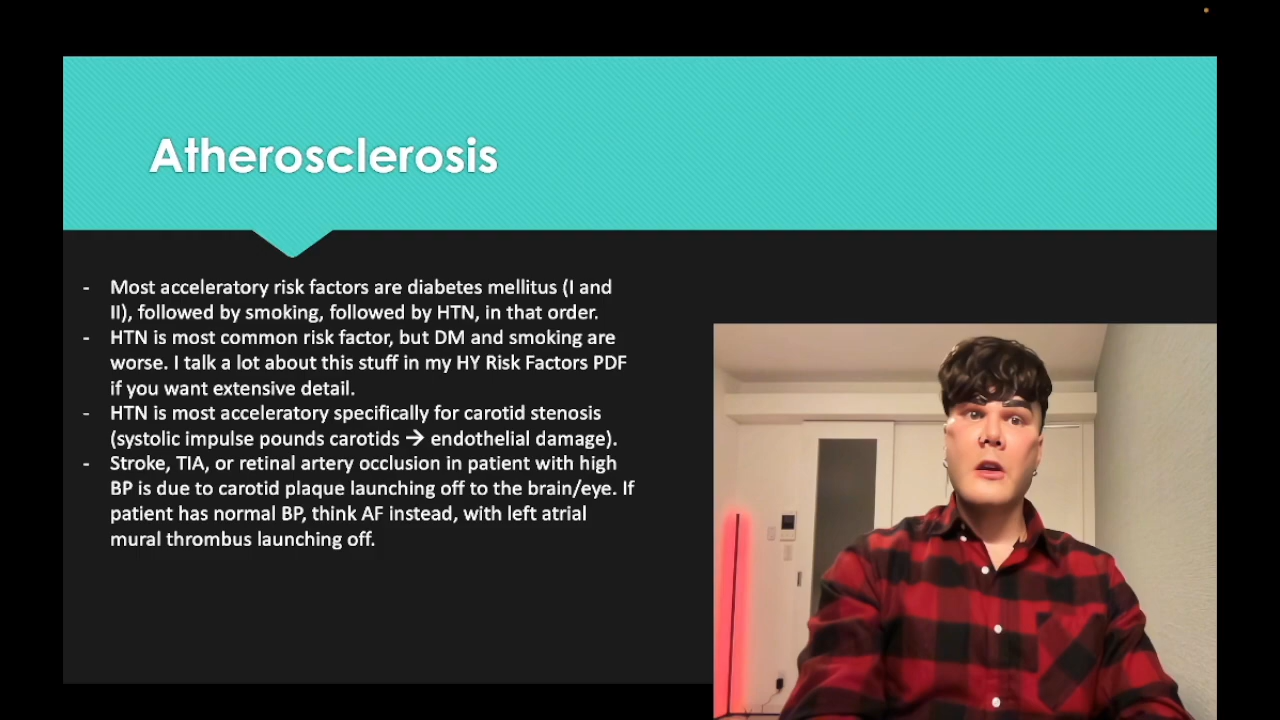 Atherosclerosis
- Most acceleratory risk factors are diabetes mellitus (I and
II), followed by smoking, followed by HTN, in that order.
- HTN is most common risk factor, but DM and smoking are
worse. I talk a lot about this stuff in my HY Risk Factors PDF
if you want extensive detail.
- HTN is most acceleratory specifically for carotid stenosis
(systolic impulse pounds carotids → endothelial damage).
- Stroke, TIA, or retinal artery occlusion in patient with high
BP is due to carotid plaque launching off to the brain/eye. If
patient has normal BP, think AF instead, with left atrial
mural thrombus launching off.